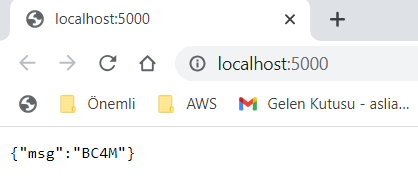 localhost:5000
localhost:5000
Önemli AWS Gelen Kutusu - aslia...
{"msg":"BC4M"}